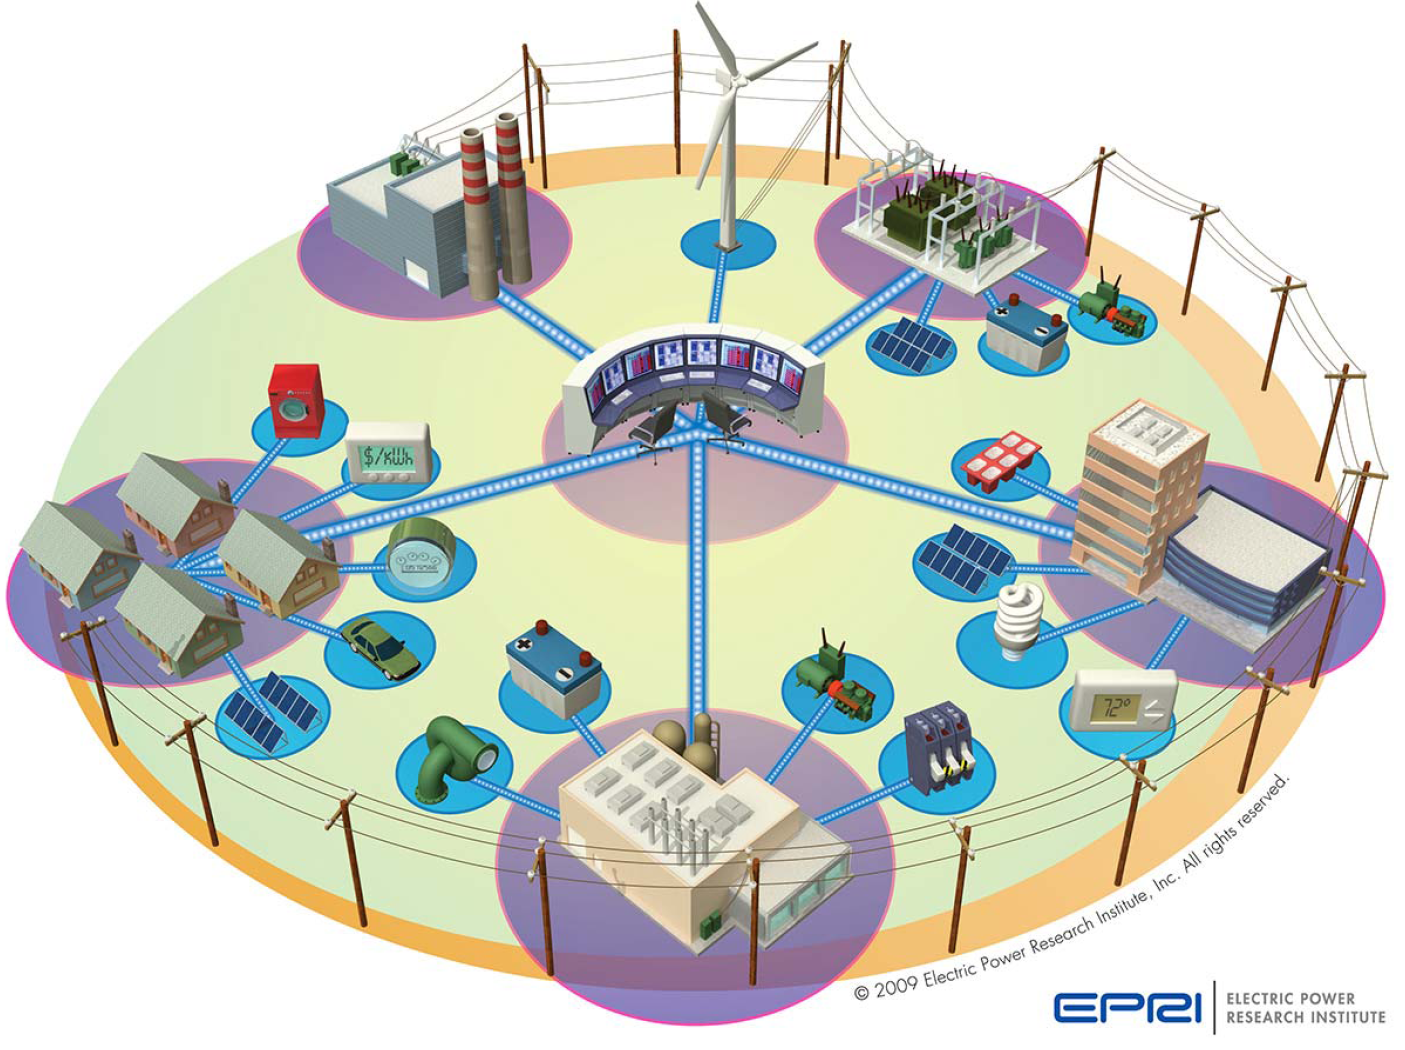 $/kWh
72°
© 2009 Electric Power Research Institute, Inc. All rights reserved.
EPRI
ELECTRIC POWER
RESEARCH INSTITUTE